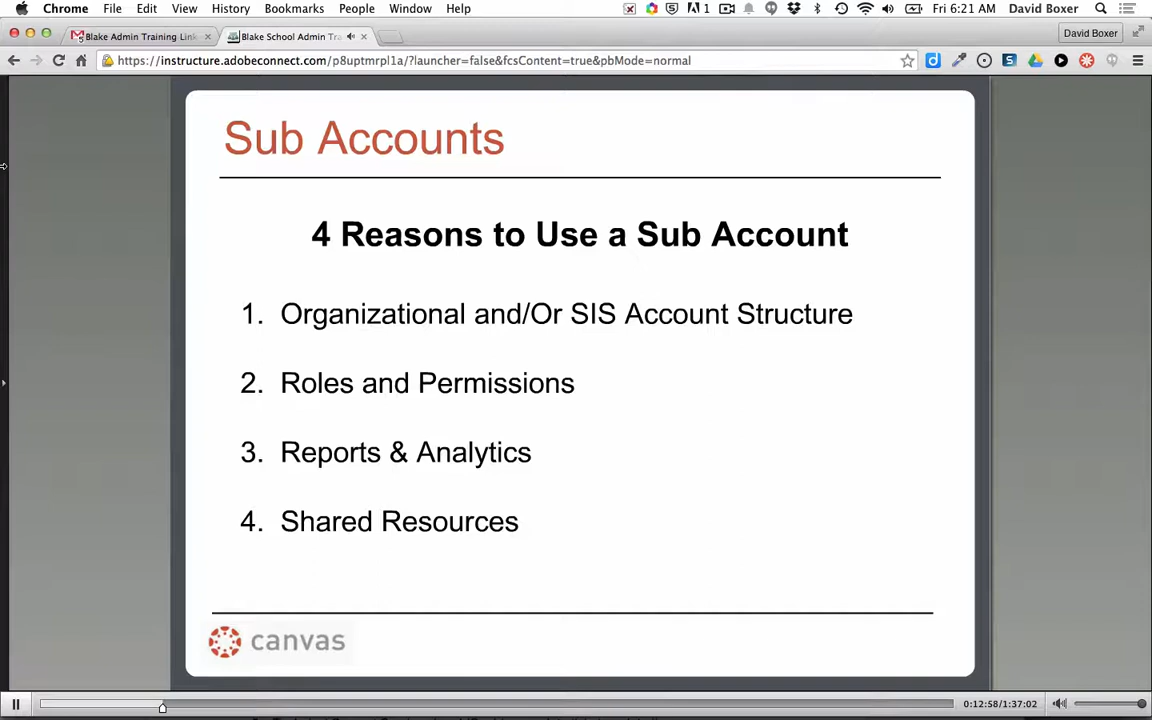 Chrome File Edit View History Bookmarks People Window Help 1 Fri 6:21 AM David Boxer
Blake Admin Training Link
Blake School Admin Tra
David Boxer
https://instructure.adobeconnect.com/p8uptmrpl1a/?launcher=false&fcsContent=true&pbMode=normal
Sub Accounts
4 Reasons to Use a Sub Account
1. Organizational and/Or SIS Account Structure
2. Roles and Permissions
3. Reports & Analytics
4. Shared Resources
canvas
0:12:58/1:37:02